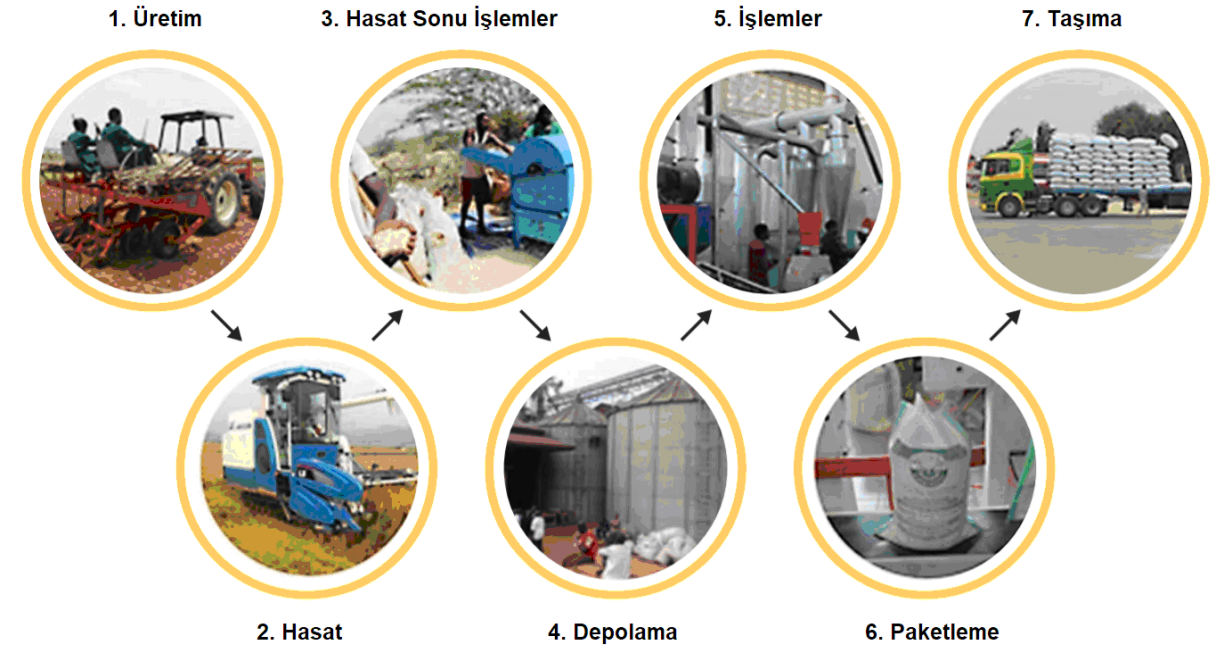 1. Üretim
2. Hasat
3. Hasat Sonu İşlemler
4. Depolama
5. İşlemler
6. Paketleme
7. Taşıma